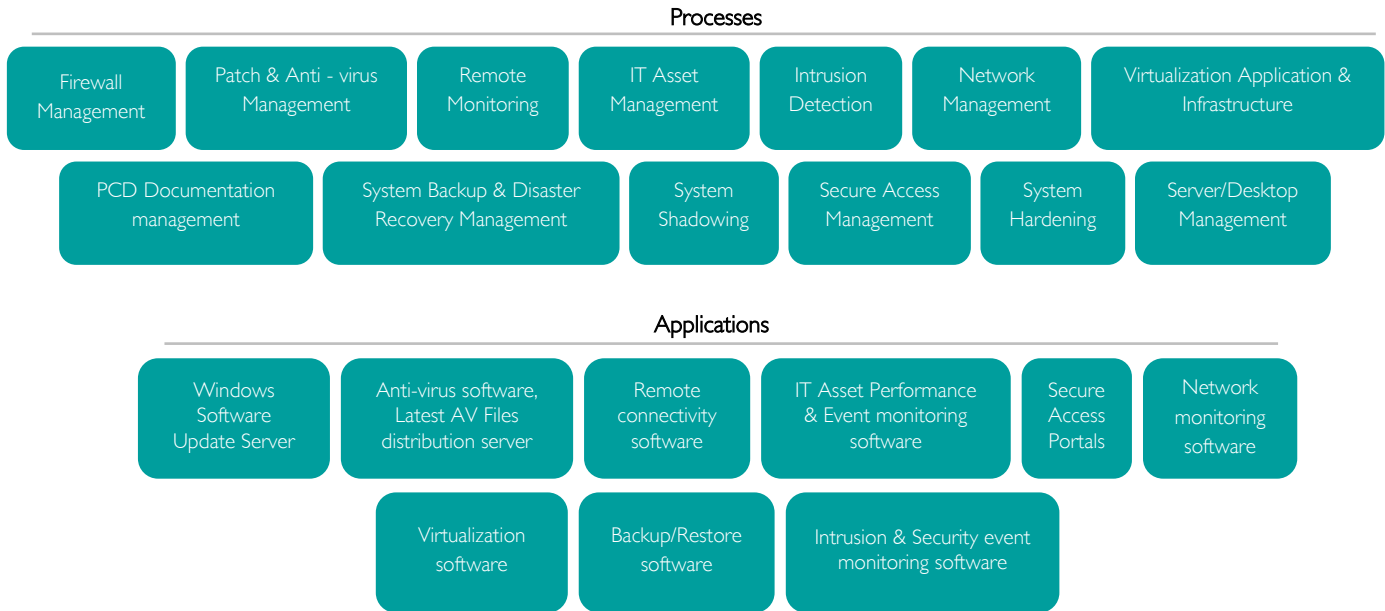 Processes
Firewall
Management
Patch & Anti - virus
Management
Remote
Monitoring
IT Asset
Management
Intrusion
Detection
Network
Management
Virtualization Application &
Infrastructure
PCD Documentation
management
System Backup & Disaster
Recovery Management
System
Shadowing
Secure Access
Management
System
Hardening
Server/Desktop
Management
Applications
Windows
Software
Update Server
Anti-virus software,
Latest AV Files
distribution server
Remote
connectivity
software
IT Asset Performance
& Event monitoring
software
Secure
Access
Portals
Network
monitoring
software
Virtualization
software
Backup/Restore
software
Intrusion & Security event
monitoring software